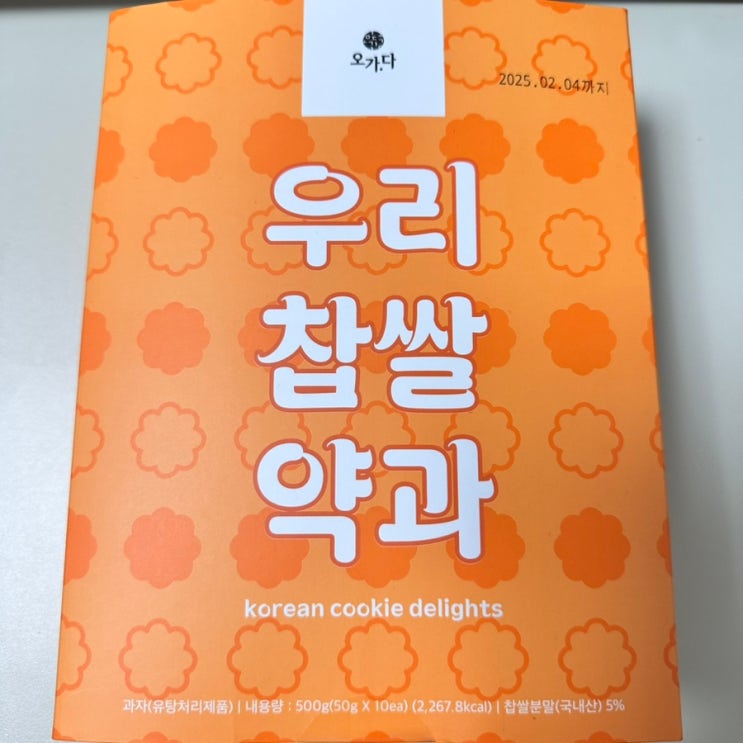 오가다
2025.02.04까지
우리
찹쌀
약과
korean cookie delights
과자(유탕처리제품) | 내용량 : 500g(50g X 10ea) (2,267.8kcal) | 찹쌀분말(국내산) 5%